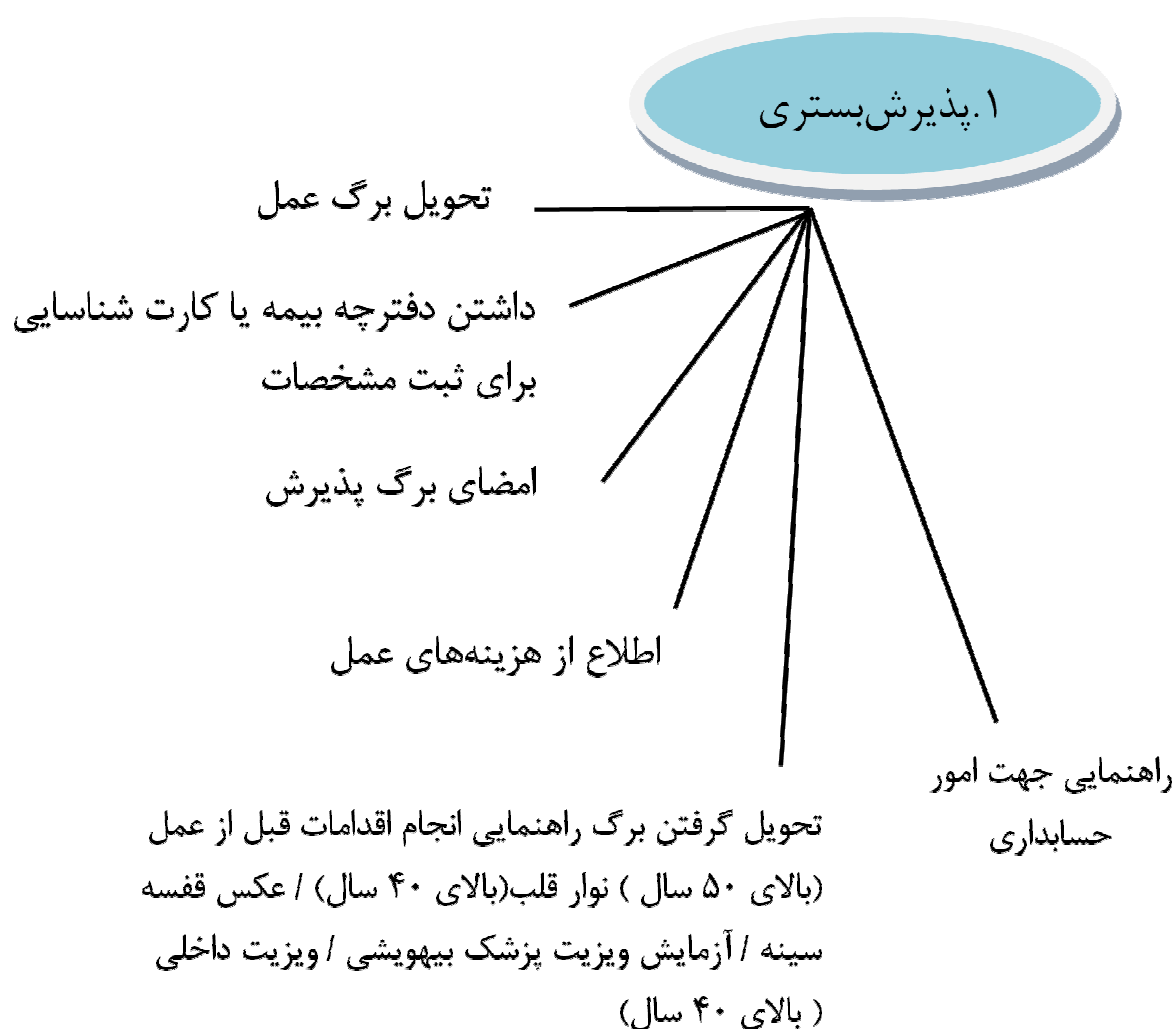 ۱.پذیرش‌بستری
تحویل برگ عمل
داشتن دفترچه بیمه یا کارت شناسایی
برای ثبت مشخصات
امضای برگ پذیرش
اطلاع از هزینه‌های عمل
راهنمایی جهت امور
حسابداری
تحویل گرفتن برگ راهنمایی انجام اقدامات قبل از عمل
(بالای ۵۰ سال ) نوار قلب(بالای ۴۰ سال) / عکس قفسه
سینه / آزمایش ویزیت پزشک بیهویشی / ویزیت داخلی
( بالای ۴۰ سال)